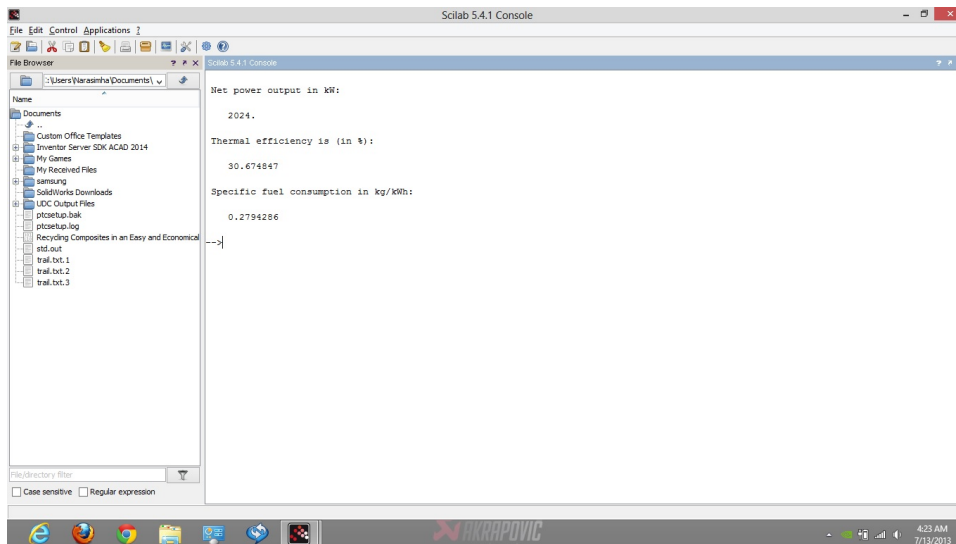 Scilab 5.4.1 Console
File Edit Control Applications ?
File Browser
Scilab 5.4.1 Console
:\Users\Narasimha\Documents\
Name
Documents
..
Custom Office Templates
Inventor Server SDK ACAD 2014
My Games
My Received Files
samsung
SolidWorks Downloads
UDC Output Files
ptcsetup.bak
ptcsetup.log
Recycling Composites in an Easy and Economical
std.out
trail.txt.1
trail.txt.2
trail.txt.3
File/directory filter
Case sensitive Regular expression
Net power output in kW:
2024.
Thermal efficiency is (in %):
30.674847
Specific fuel consumption in kg/kWh:
0.2794286
-->
AKRAPOVIC
4:23 AM
7/13/2013